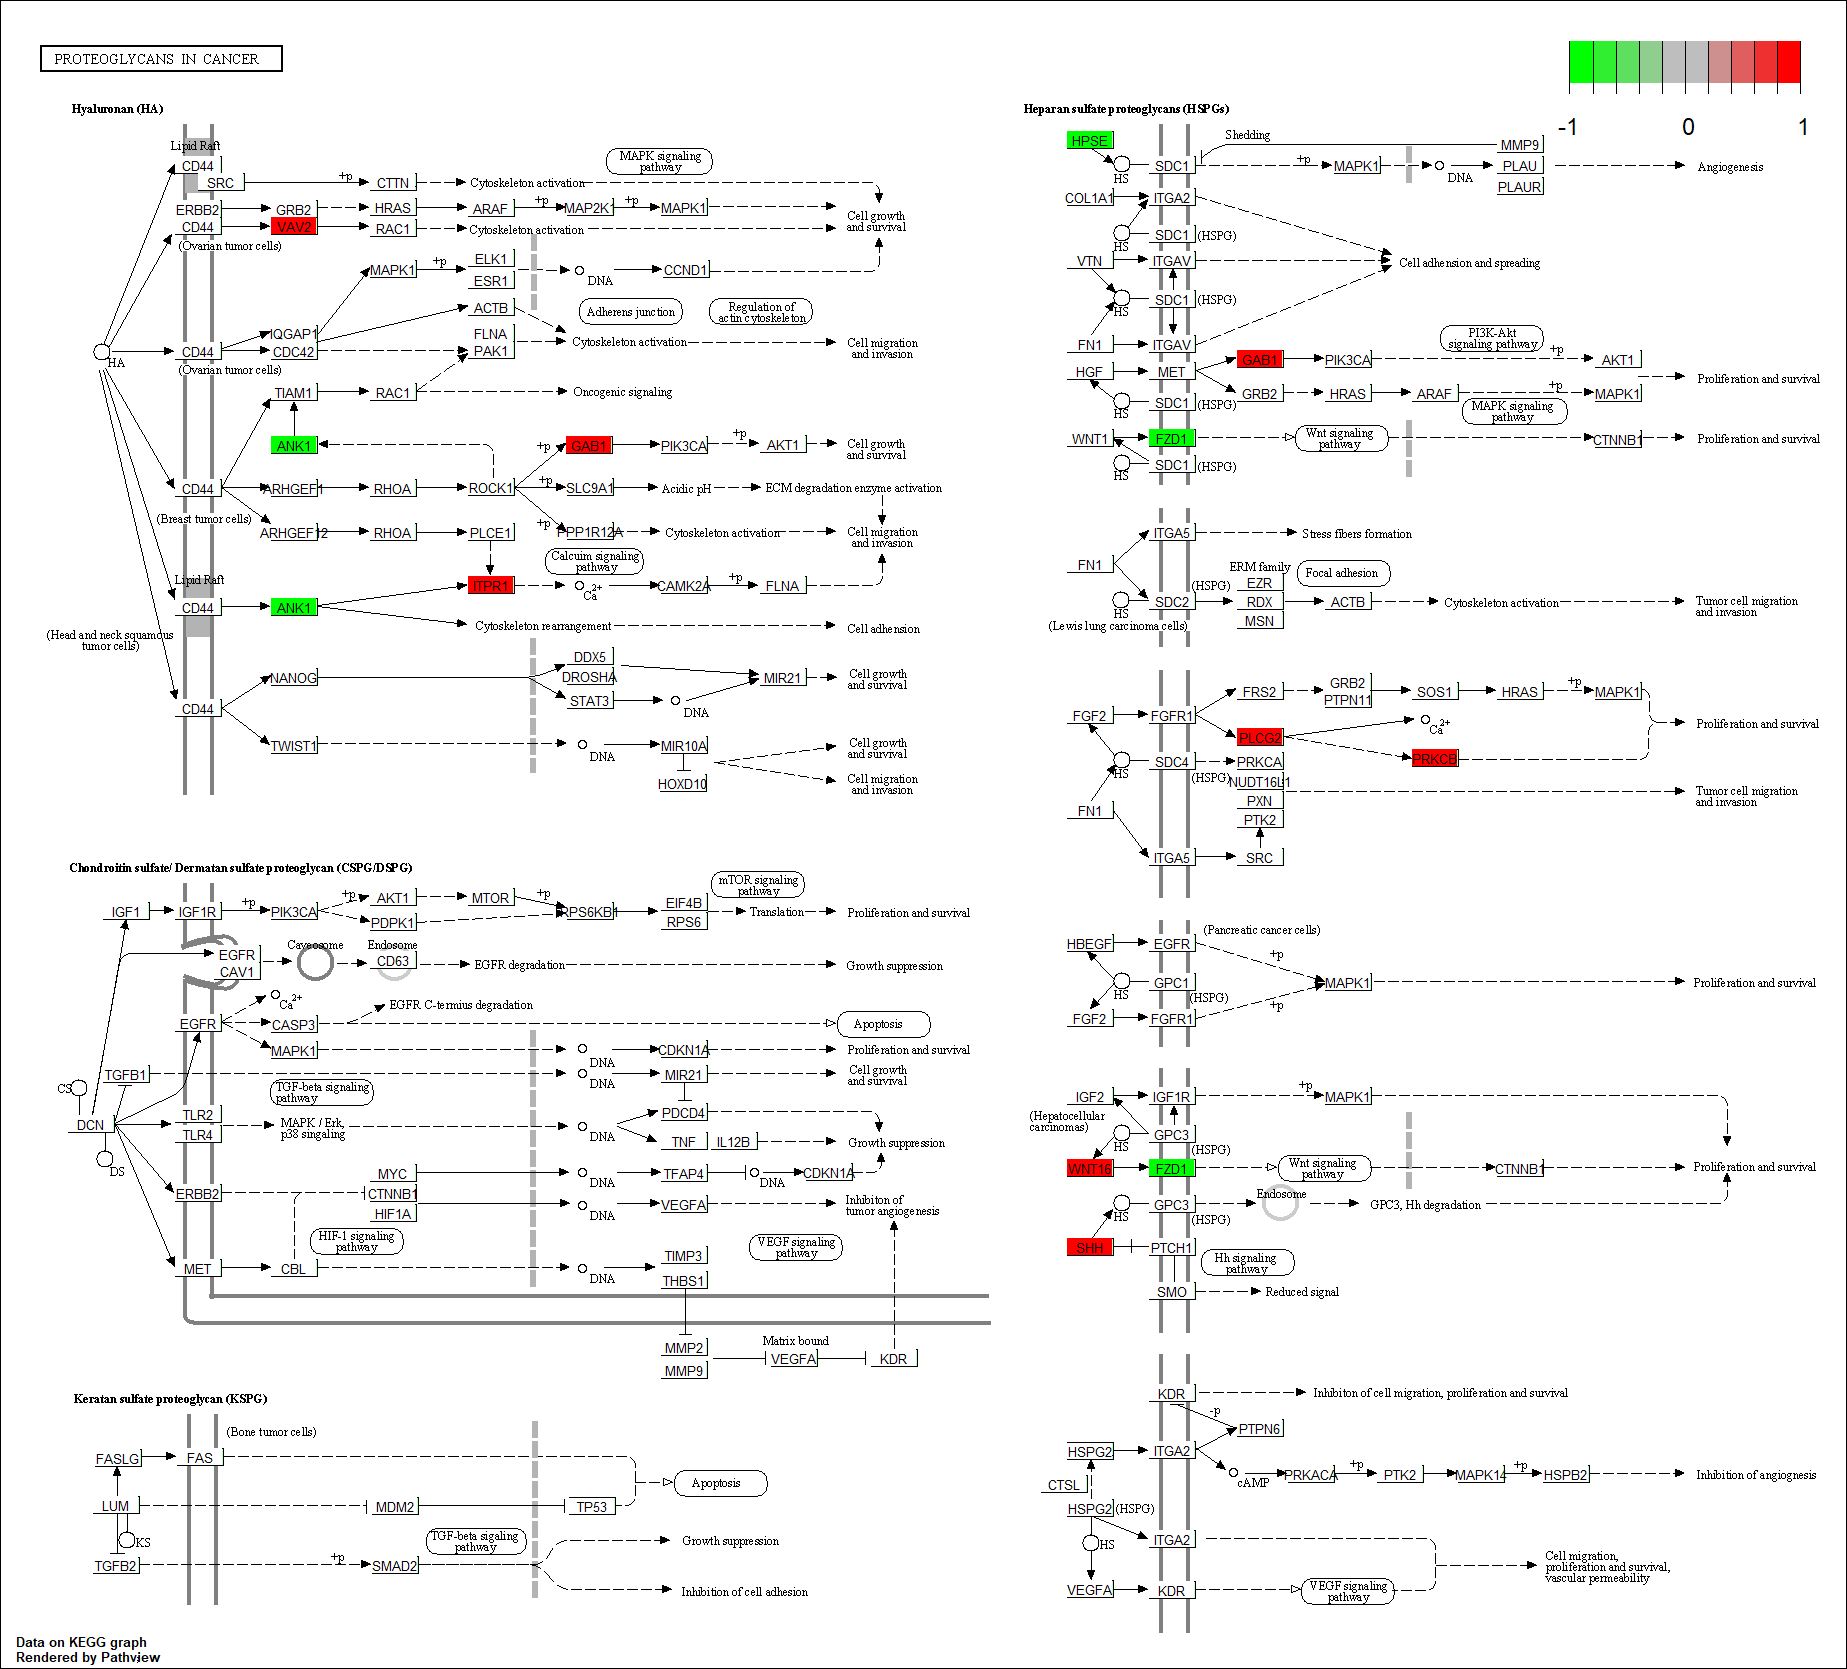 PROTEOGLYCANS IN CANCER
-1
0
1
Hyaluronan (HA)
Lipid Raft
CD44
SRC
+p
CTTN
Cytoskeleton activation
MAPK signaling
pathway
ERBB2
GRB2
HRAS
ARAF
+p
MAP2K1
+p
MAPK1
Cell growth
and survival
CD44
VAV2
RAC1
Cytoskeleton activation
(Ovarian tumor cells)
MAPK1
+p
ELK1
ESR1
DNA
CCND1
ACTB
Adherens junction
Regulation of
actin cytoskeleton
HA
CD44
IQGAP1
CDC42
FLNA
PAK1
Cytoskeleton activation
Cell migration
and invasion
(Ovarian tumor cells)
TIAM1
RAC1
Oncogenic signaling
ANK1
+p
GAB1
PIK3CA
+p
AKT1
Cell growth
and survival
CD44
ARHGEF1
RHOA
ROCK1
+p
SLC9A1
Acidic pH
ECM degradation enzyme activation
(Breast tumor cells)
ARHGEF12
RHOA
PLCE1
+p
PPP1R12A
Cytoskeleton activation
Cell migration
and invasion
Lipid Raft
Calcuim signaling
pathway
ITPR1
Ca2+
CAMK2A
+p
FLNA
CD44
ANK1
Cytoskeleton rearrangement
Cell adhesion
(Head and neck squamous
tumor cells)
NANOG
DDX5
DROSHA
STAT3
DNA
MIR21
Cell growth
and survival
CD44
TWIST1
DNA
MIR10A
HOXD10
Cell growth
and survival
Cell migration
and invasion
Chondroitin sulfate/ Dermatan sulfate proteoglycan (CSPG/DSPG)
IGF1
IGF1R
+p
PIK3CA
+p
AKT1
PDPK1
MTOR
+p
RPS6KB1
EIF4B
RPS6
mTOR signaling
pathway
Translation
Proliferation and survival
EGFR
CAV1
Caveosome
Endosome
CD63
EGFR degradation
Growth suppression
EGFR
Ca2+
EGFR C-termius degradation
CASP3
Apoptosis
MAPK1
DNA
CDKN1A
Proliferation and survival
CS
TGFB1
DNA
MIR21
Cell growth
and survival
TGF-beta signaling
pathway
DCN
TLR2
TLR4
MAPK / Erk,
p38 singaling
DNA
PDCD4
TNF
IL12B
Growth suppression
DS
MYC
DNA
TFAP4
DNA
CDKN1A
ERBB2
CTNNB1
HIF1A
DNA
VEGFA
Inhibiton of
tumor angiogenesis
HIF-1 signaling
pathway
VEGF signaling
pathway
MET
CBL
DNA
TIMP3
THBS1
MMP2
MMP9
Matrix bound
VEGFA
KDR
Keratan sulfate proteoglycan (KSPG)
(Bone tumor cells)
FASLG
FAS
Apoptosis
LUM
MDM2
TP53
KS
TGFB2
+p
SMAD2
TGF-beta sigaling
pathway
Growth suppression
Inhibition of cell adhesion
Heparan sulfate proteoglycans (HSPGs)
HPSE
HS
SDC1
Shedding
+p
MAPK1
DNA
MMP9
PLAU
PLAUR
Angiogenesis
COL1A1
ITGA2
HS
SDC1
(HSPG)
VTN
ITGAV
Cell adhesion and spreading
HS
SDC1
(HSPG)
FN1
ITGAV
PI3K-Akt
signaling pathway
HGF
MET
GAB1
PIK3CA
+p
AKT1
HS
SDC1
(HSPG)
GRB2
HRAS
ARAF
+p
MAPK1
Proliferation and survival
MAPK signaling
pathway
WNT1
FZD1
Wnt signaling
pathway
CTNNB1
Proliferation and survival
HS
SDC1
(HSPG)
FN1
ITGA5
Stress fibers formation
HS
SDC2
(HSPG)
ERM family
EZR
RDX
MSN
Focal adhesion
ACTB
Cytoskeleton activation
Tumor cell migration
and invasion
(Lewis lung carcinoma cells)
FGF2
FGFR1
FRS2
GRB2
PTPN11
SOS1
HRAS
+p
MAPK1
PLCG2
Ca2+
PRKCB
Proliferation and survival
HS
SDC4
(HSPG)
PRKCA
NUDT16L1
PXN
PTK2
Tumor cell migration
and invasion
FN1
ITGA5
SRC
(Pancreatic cancer cells)
HBEGF
EGFR
+p
HS
GPC1
(HSPG)
MAPK1
Proliferation and survival
FGF2
FGFR1
+p
IGF2
IGF1R
+p
MAPK1
(Hepatocellular
carcinomas)
HS
GPC3
(HSPG)
WNT16
FZD1
Wnt signaling
pathway
CTNNB1
Proliferation and survival
HS
GPC3
(HSPG)
Endosome
GPC3, Hh degradation
SHH
PTCH1
Hh signaling
pathway
SMO
Reduced signal
KDR
Inhibiton of cell migration, proliferation and survival
-p
PTPN6
HSPG2
ITGA2
cAMP
PRKACA
+p
PTK2
MAPK14
+p
HSPB2
Inhibition of angiognesis
CTSL
HSPG2
(HSPG)
HS
ITGA2
Cell migration,
proliferation and survival,
vascular permeability
VEGFA
KDR
VEGF signaling
pathway
Data on KEGG graph
Rendered by Pathview